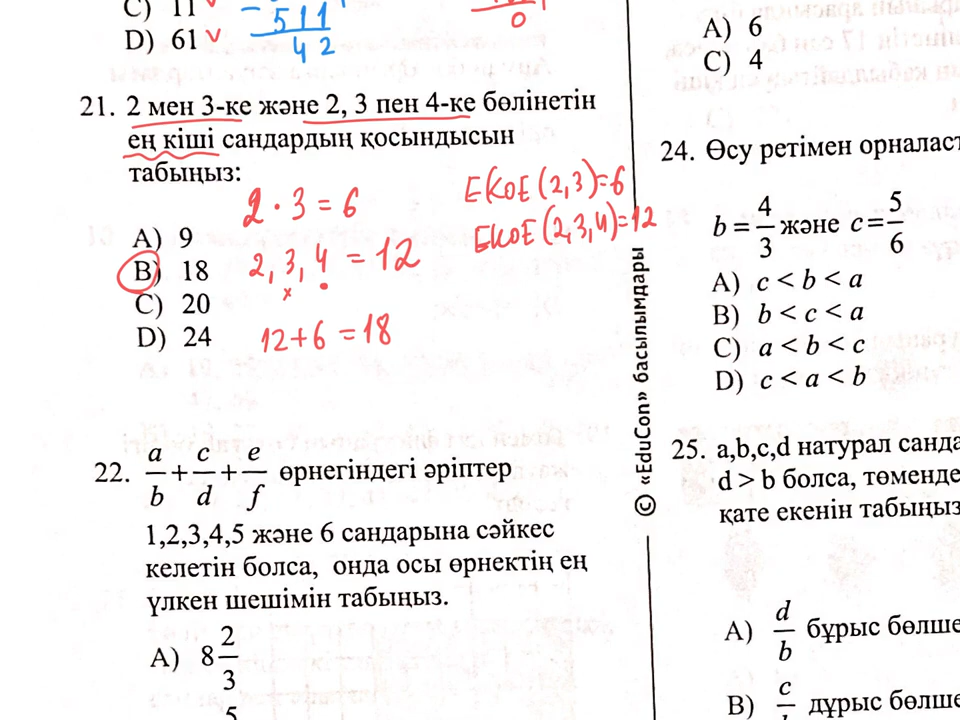 C) 11
5 1 1
4 2
0
D) 61
21. 2 мен 3-ке және 2, 3 пен 4-ке бөлінетін
ең кіші сандардың қосындысын
табыңыз:
2 · 3 = 6
ЕКОЕ (2,3)=6
ЕКОЕ (2,3,4)=12
A) 9
B) 18
2, 3, 4 = 12
C) 20
D) 24
12+6 = 18
22. a/b + c/d + e/f өрнегіндегі әріптер
1,2,3,4,5 және 6 сандарына сәйкес
келетін болса, онда осы өрнектің ең
үлкен шешімін табыңыз.
A) 8 2/3
5
© «EduCon» басылымдары
A) 6
C) 4
24. Өсу ретімен орналаст
b = 4/3 және c = 5/6
A) c < b < a
B) b < c < a
C) a < b < c
D) c < a < b
25. a,b,c,d натурал санда
d > b болса, төменде
қате екенін табыңыз
A) d/b бұрыс бөлше
B) c/ дұрыс бөлше